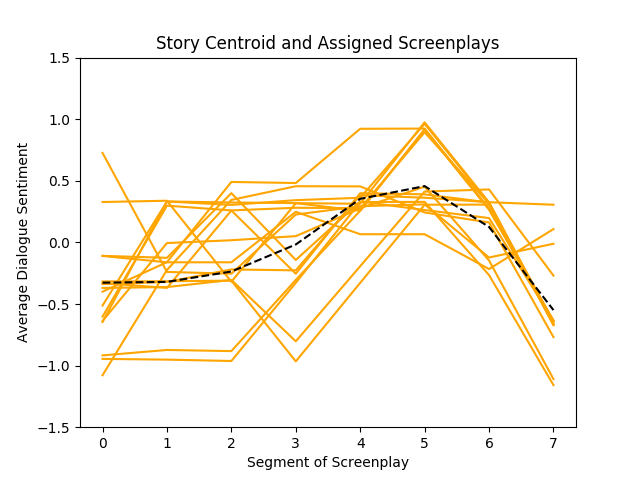 Story Centroid and Assigned Screenplays
1.5
1.0
0.5
0.0
−0.5
−1.0
−1.5
Average Dialogue Sentiment
0 1 2 3 4 5 6 7
Segment of Screenplay